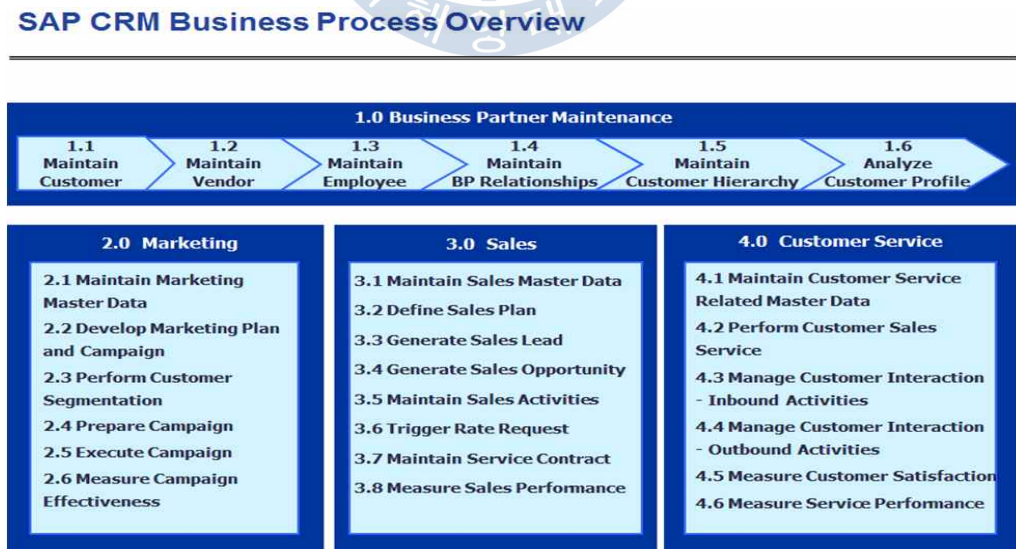 SAP CRM Business Process Overview
1.0 Business Partner Maintenance
1.1
Maintain
Customer
1.2
Maintain
Vendor
1.3
Maintain
Employee
1.4
Maintain
BP Relationships
1.5
Maintain
Customer Hierarchy
1.6
Analyze
Customer Profile
2.0 Marketing
2.1 Maintain Marketing
Master Data
2.2 Develop Marketing Plan
and Campaign
2.3 Perform Customer
Segmentation
2.4 Prepare Campaign
2.5 Execute Campaign
2.6 Measure Campaign
Effectiveness
3.0 Sales
3.1 Maintain Sales Master Data
3.2 Define Sales Plan
3.3 Generate Sales Lead
3.4 Generate Sales Opportunity
3.5 Maintain Sales Activities
3.6 Trigger Rate Request
3.7 Maintain Service Contract
3.8 Measure Sales Performance
4.0 Customer Service
4.1 Maintain Customer Service
Related Master Data
4.2 Perform Customer Sales
Service
4.3 Manage Customer Interaction
- Inbound Activities
4.4 Manage Customer Interaction
- Outbound Activities
4.5 Measure Customer Satisfaction
4.6 Measure Service Performance